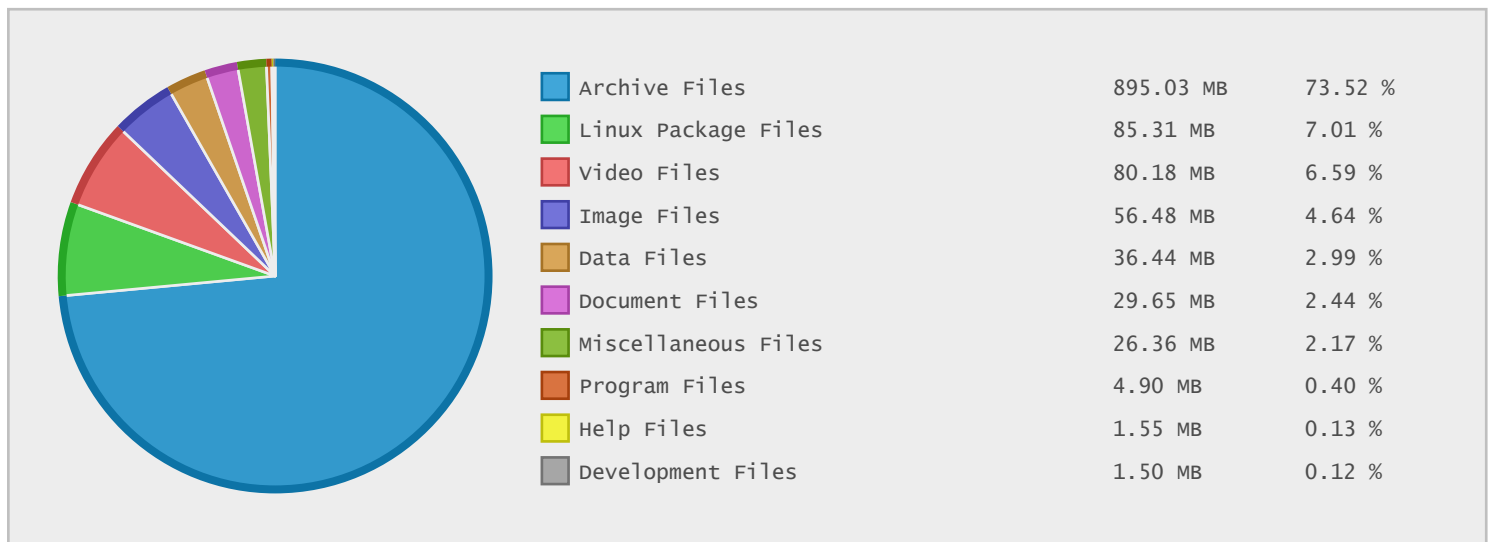 Archive Files 895.03 MB 73.52 %
Linux Package Files 85.31 MB 7.01 %
Video Files 80.18 MB 6.59 %
Image Files 56.48 MB 4.64 %
Data Files 36.44 MB 2.99 %
Document Files 29.65 MB 2.44 %
Miscellaneous Files 26.36 MB 2.17 %
Program Files 4.90 MB 0.40 %
Help Files 1.55 MB 0.13 %
Development Files 1.50 MB 0.12 %